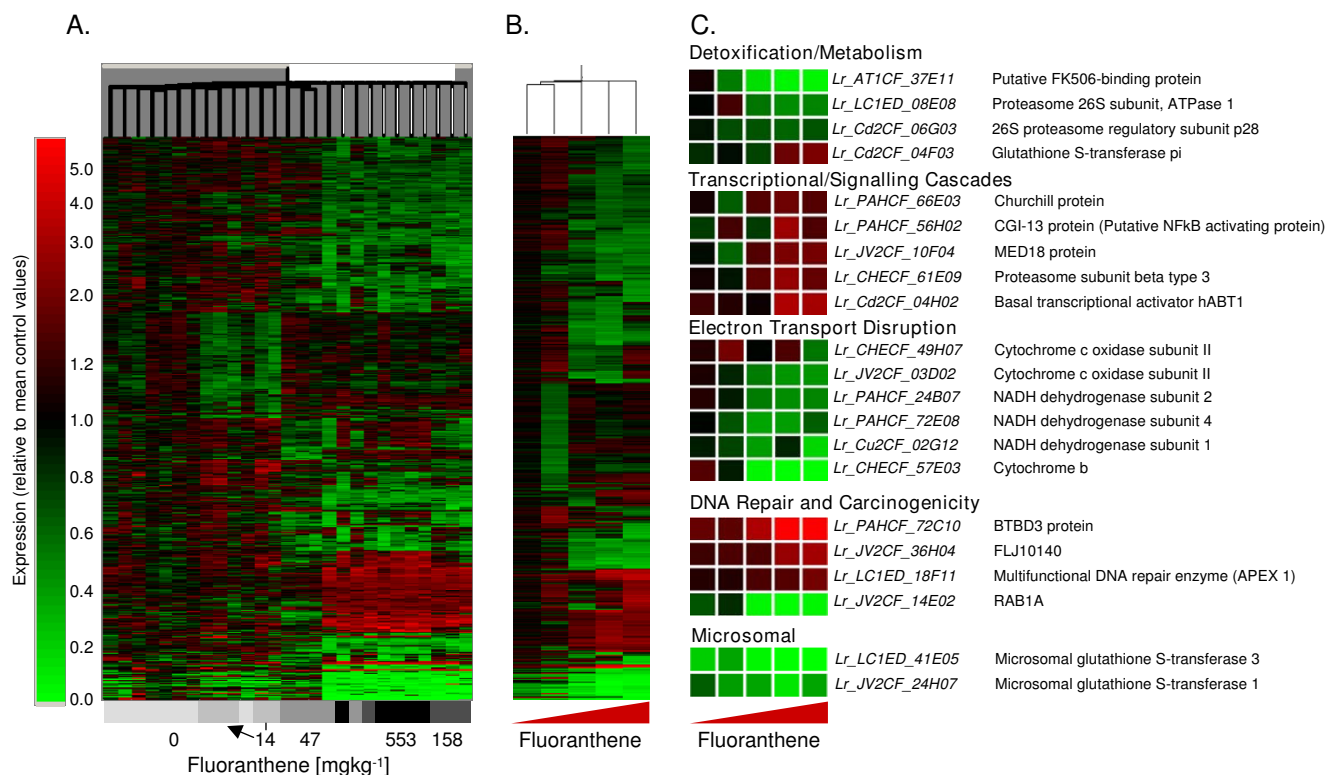 A.
B.
C.
Expression (relative to mean control values)
5.0
4.0
3.0
2.0
1.2
1.0
0.8
0.6
0.4
0.2
0.0
0
14
47
553
158
Fluoranthene [mgkg-1]
Fluoranthene
Detoxification/Metabolism
Lr_AT1CF_37E11 Putative FK506-binding protein
Lr_LC1ED_08E08 Proteasome 26S subunit, ATPase 1
Lr_Cd2CF_06G03 26S proteasome regulatory subunit p28
Lr_Cd2CF_04F03 Glutathione S-transferase pi
Transcriptional/Signalling Cascades
Lr_PAHCF_66E03 Churchill protein
Lr_PAHCF_56H02 CGI-13 protein (Putative NFkB activating protein)
Lr_JV2CF_10F04 MED18 protein
Lr_CHECF_61E09 Proteasome subunit beta type 3
Lr_Cd2CF_04H02 Basal transcriptional activator hABT1
Electron Transport Disruption
Lr_CHECF_49H07 Cytochrome c oxidase subunit II
Lr_JV2CF_03D02 Cytochrome c oxidase subunit II
Lr_PAHCF_24B07 NADH dehydrogenase subunit 2
Lr_PAHCF_72E08 NADH dehydrogenase subunit 4
Lr_Cu2CF_02G12 NADH dehydrogenase subunit 1
Lr_CHECF_57E03 Cytochrome b
DNA Repair and Carcinogenicity
Lr_PAHCF_72C10 BTBD3 protein
Lr_JV2CF_36H04 FLJ10140
Lr_LC1ED_18F11 Multifunctional DNA repair enzyme (APEX 1)
Lr_JV2CF_14E02 RAB1A
Microsomal
Lr_LC1ED_41E05 Microsomal glutathione S-transferase 3
Lr_JV2CF_24H07 Microsomal glutathione S-transferase 1
Fluoranthene